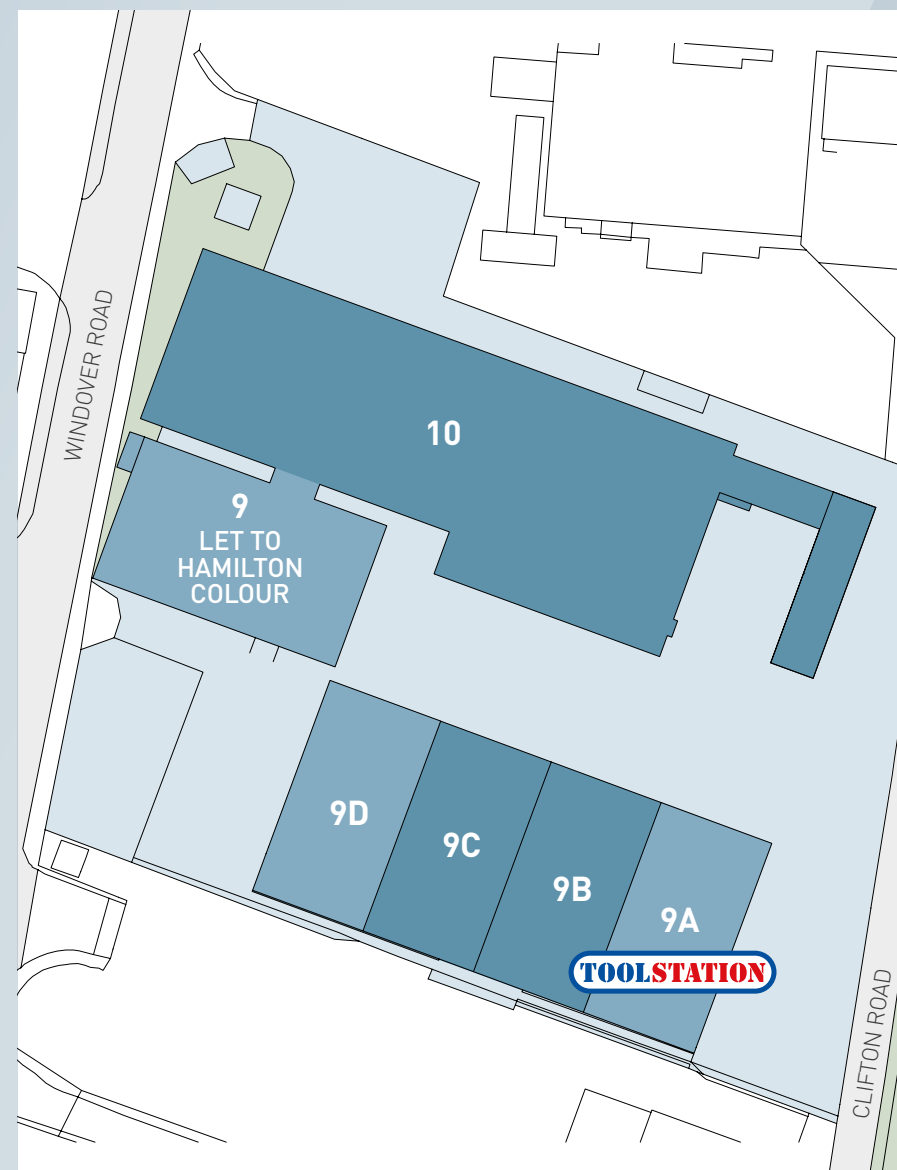 WINDOVER ROAD
10
9
LET TO
HAMILTON
COLOUR
9D
9C
9B
9A
TOOLSTATION
CLIFTON ROAD